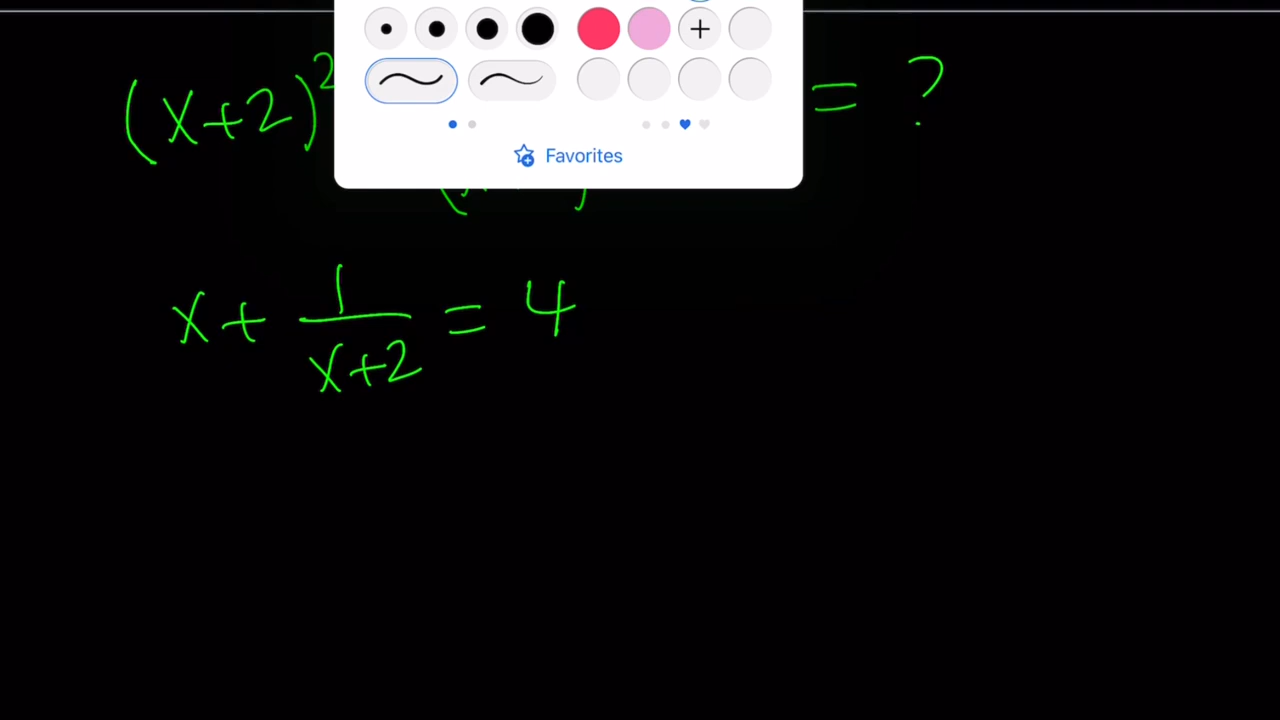 (x+2)² = ?
Favorites
x + 1/(x+2) = 4